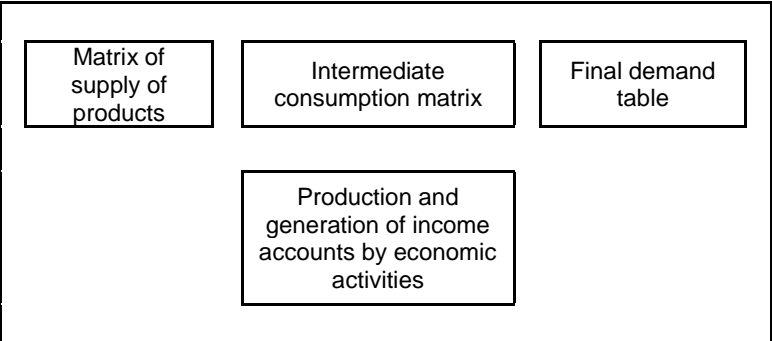 Matrix of
supply of
products
Intermediate
consumption matrix
Final demand
table
Production and
generation of income
accounts by economic
activities